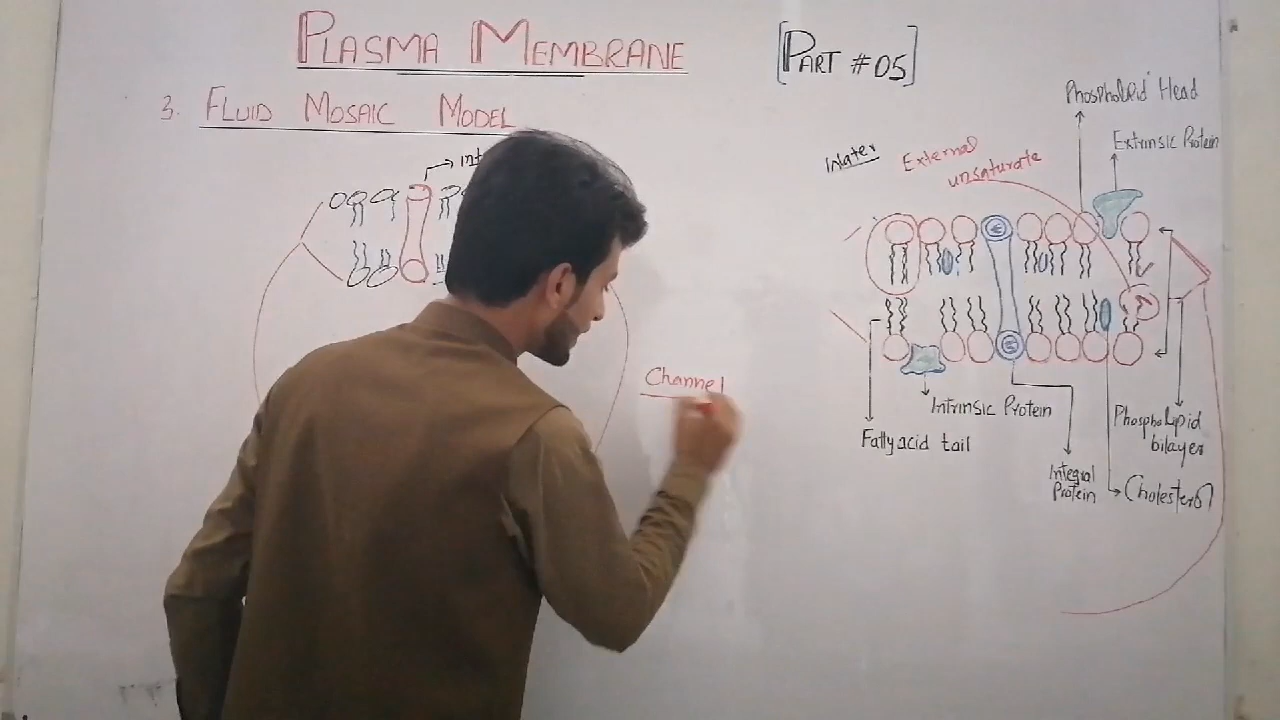 PLASMA MEMBRANE
[PART #05]
3. FLUID MOSAIC MODEL
Phospholipid Head
Extrinsic Protein
External
unsaturate
Channel
Intrinsic Protein
Fatty acid tail
Integral
Protein
Phospholipid
bilayer
Cholesterol